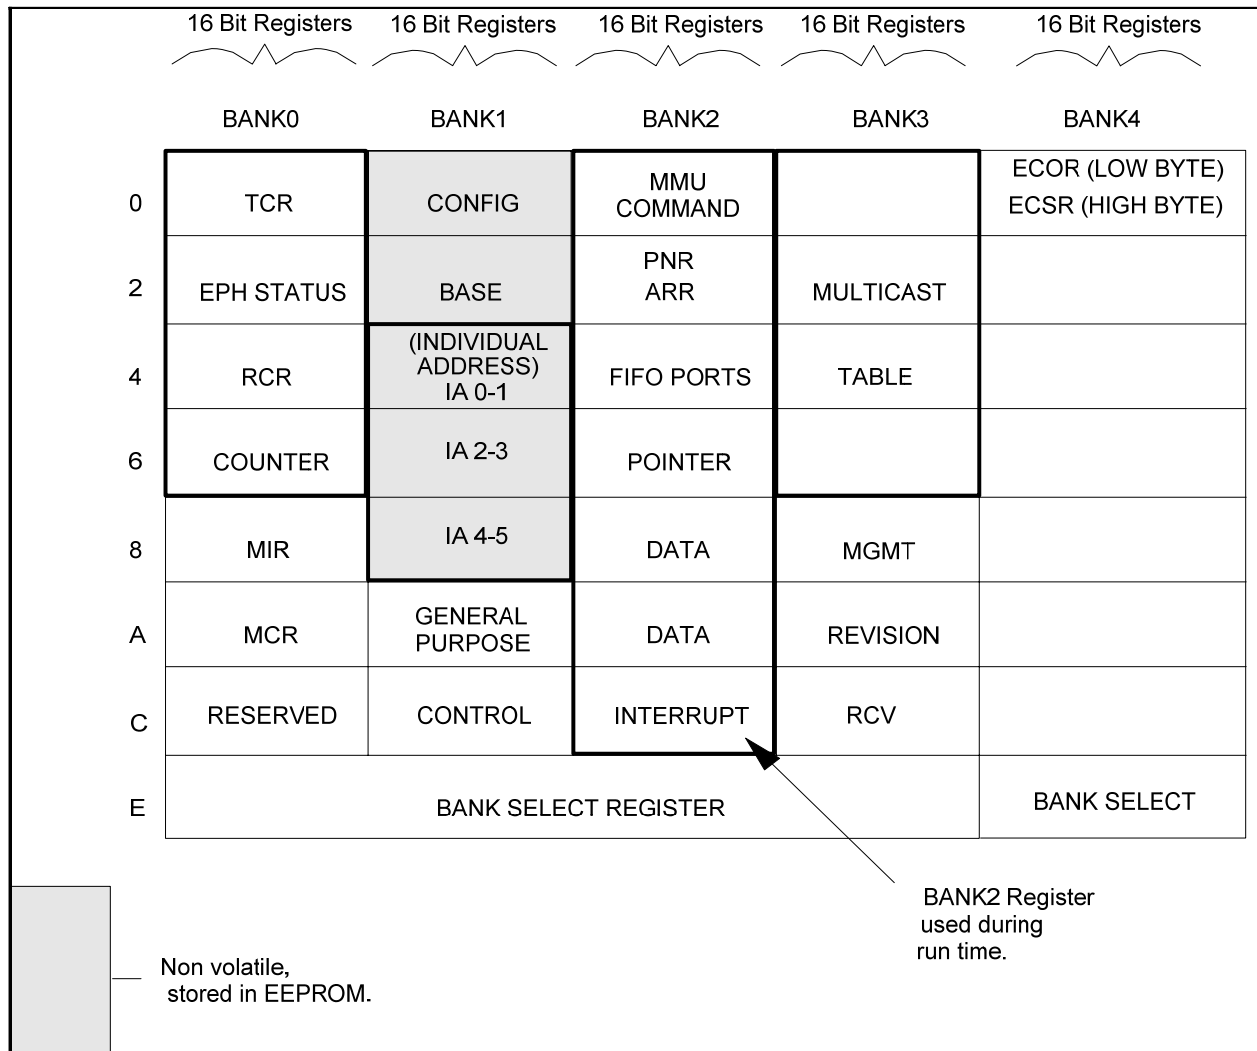 16 Bit Registers 16 Bit Registers 16 Bit Registers 16 Bit Registers 16 Bit Registers
BANK0 BANK1 BANK2 BANK3 BANK4
0 TCR CONFIG MMU COMMAND ECOR (LOW BYTE) ECSR (HIGH BYTE)
2 EPH STATUS BASE PNR ARR MULTICAST
4 RCR (INDIVIDUAL ADDRESS) IA 0-1 FIFO PORTS TABLE
6 COUNTER IA 2-3 POINTER
8 MIR IA 4-5 DATA MGMT
A MCR GENERAL PURPOSE DATA REVISION
C RESERVED CONTROL INTERRUPT RCV
E BANK SELECT REGISTER BANK SELECT
BANK2 Register
used during
run time.
Non volatile,
stored in EEPROM.